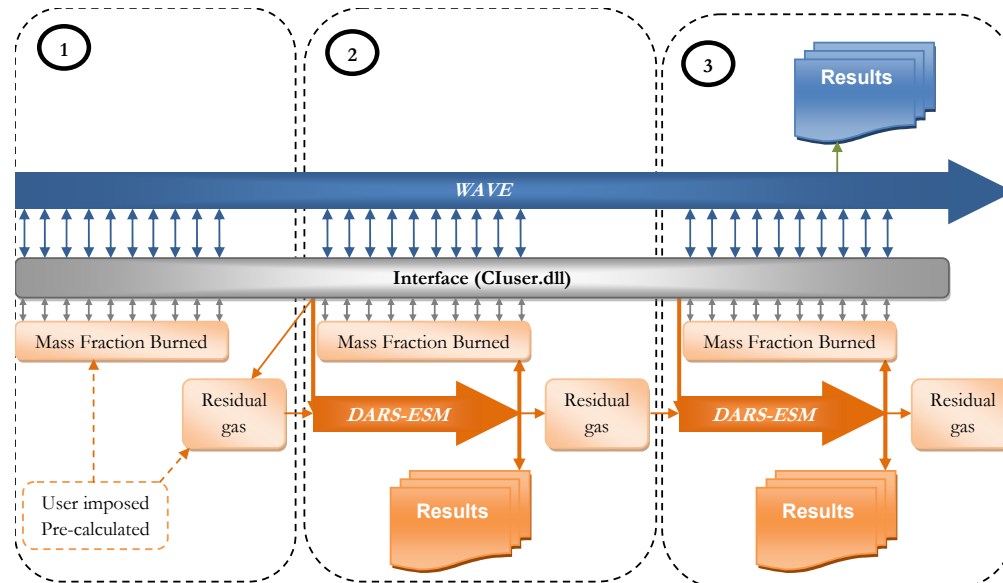 1
2
3
Results
WAVE
Interface (CIuser.dll)
Mass Fraction Burned
Mass Fraction Burned
Mass Fraction Burned
Residual
gas
DARS-ESM
Residual
gas
DARS-ESM
Residual
gas
User imposed
Pre-calculated
Results
Results